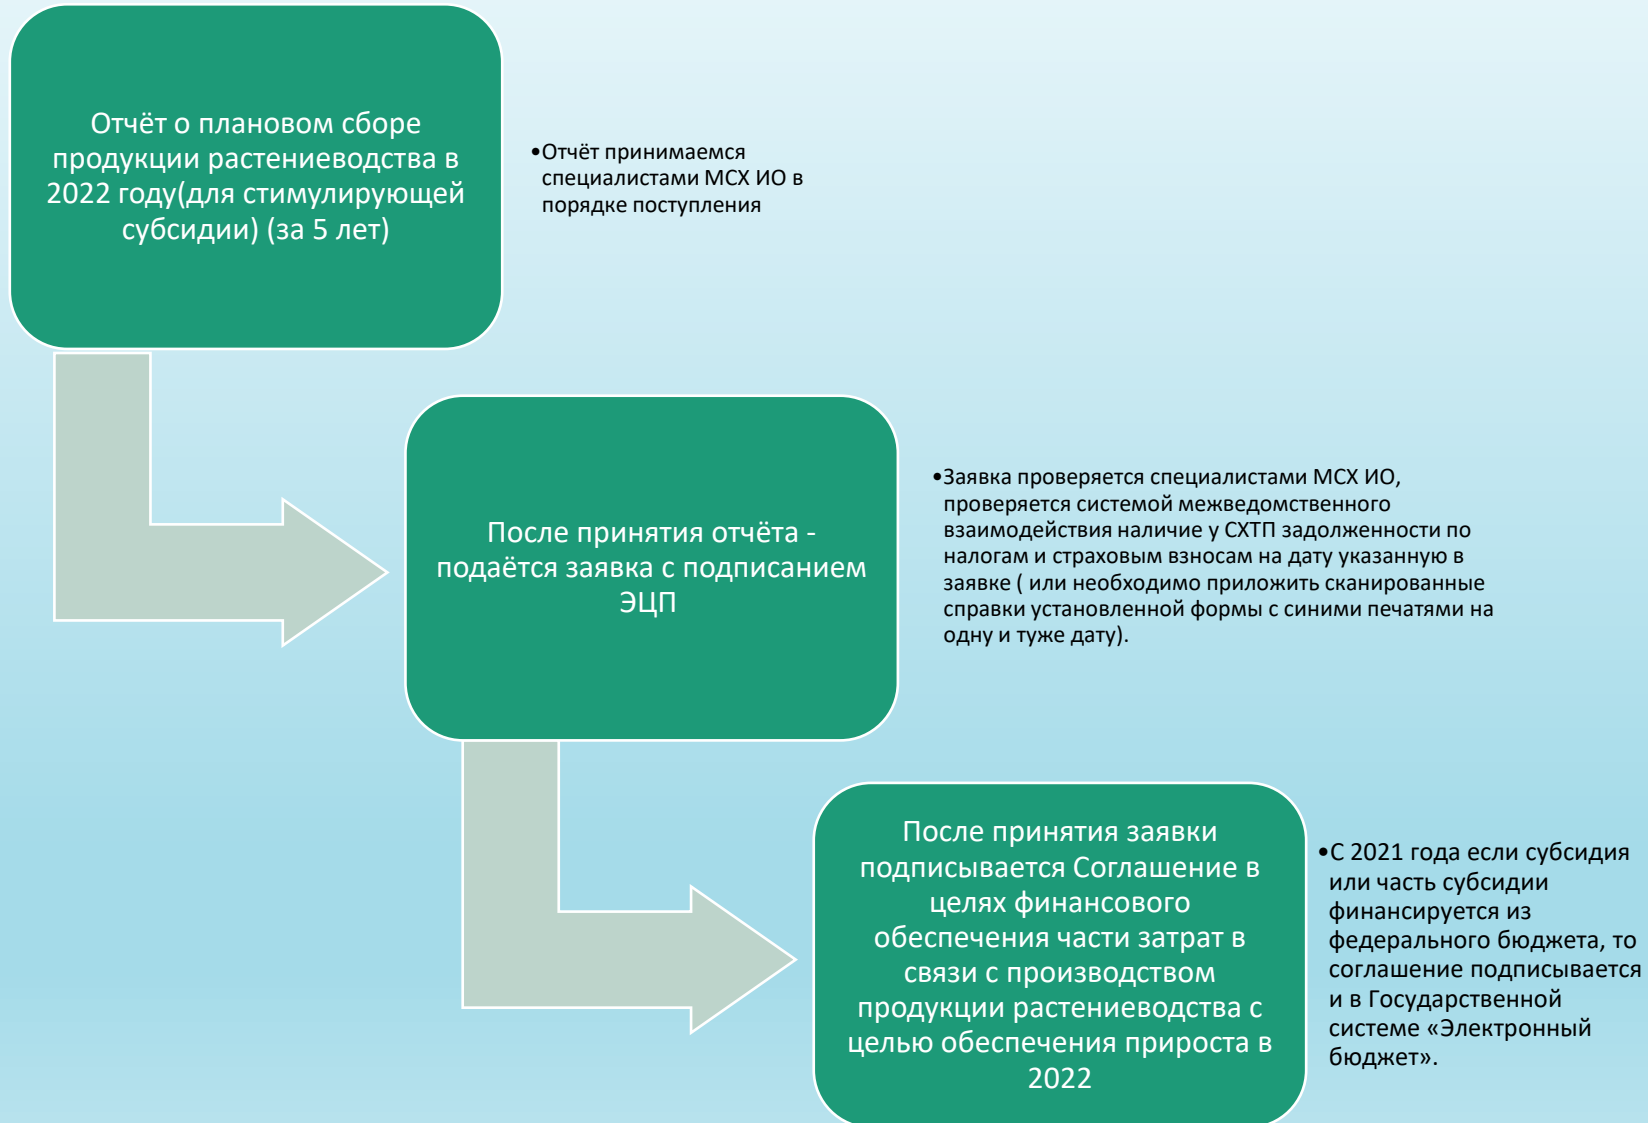 Отчёт о плановом сборе
продукции растениеводства в
2022 году(для стимулирующей
субсидии) (за 5 лет)
•Отчёт принимаемся
специалистами МСХ ИО в
порядке поступления
После принятия отчёта -
подаётся заявка с подписанием
ЭЦП
•Заявка проверяется специалистами МСХ ИО,
проверяется системой межведомственного
взаимодействия наличие у СХТП задолженности по
налогам и страховым взносам на дату указанную в
заявке ( или необходимо приложить сканированные
справки установленной формы с синими печатями на
одну и туже дату).
После принятия заявки
подписывается Соглашение в
целях финансового
обеспечения части затрат в
связи с производством
продукции растениеводства с
целью обеспечения прироста в
2022
•С 2021 года если субсидия
или часть субсидии
финансируется из
федерального бюджета, то
соглашение подписывается
и в Государственной
системе «Электронный
бюджет».